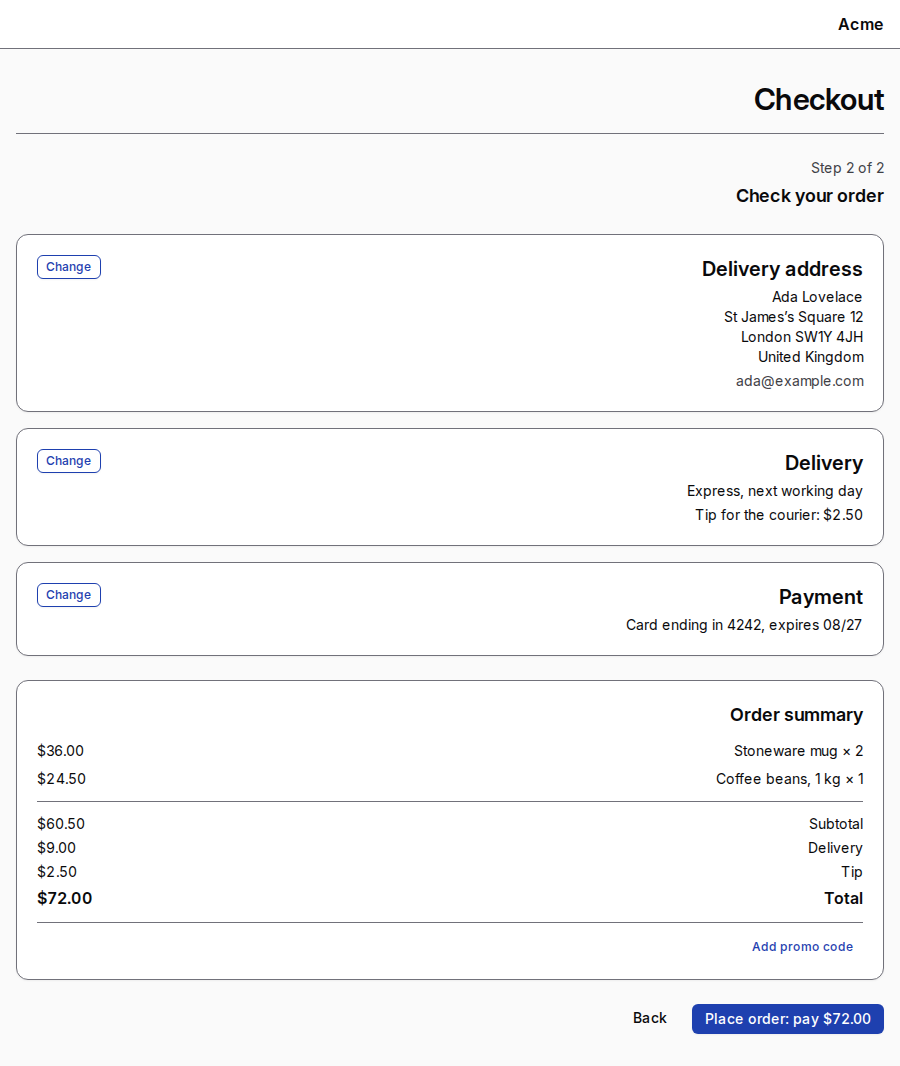 Acme
Checkout
Step 2 of 2
Check your order
Delivery address
Change
Ada Lovelace
St James’s Square 12
London SW1Y 4JH
United Kingdom
ada@example.com
Delivery
Change
Express, next working day
Tip for the courier: $2.50
Payment
Change
Card ending in 4242, expires 08/27
Order summary
Stoneware mug × 2 $36.00
Coffee beans, 1 kg × 1 $24.50
Subtotal $60.50
Delivery $9.00
Tip $2.50
Total $72.00
Add promo code
Place order: pay $72.00
Back